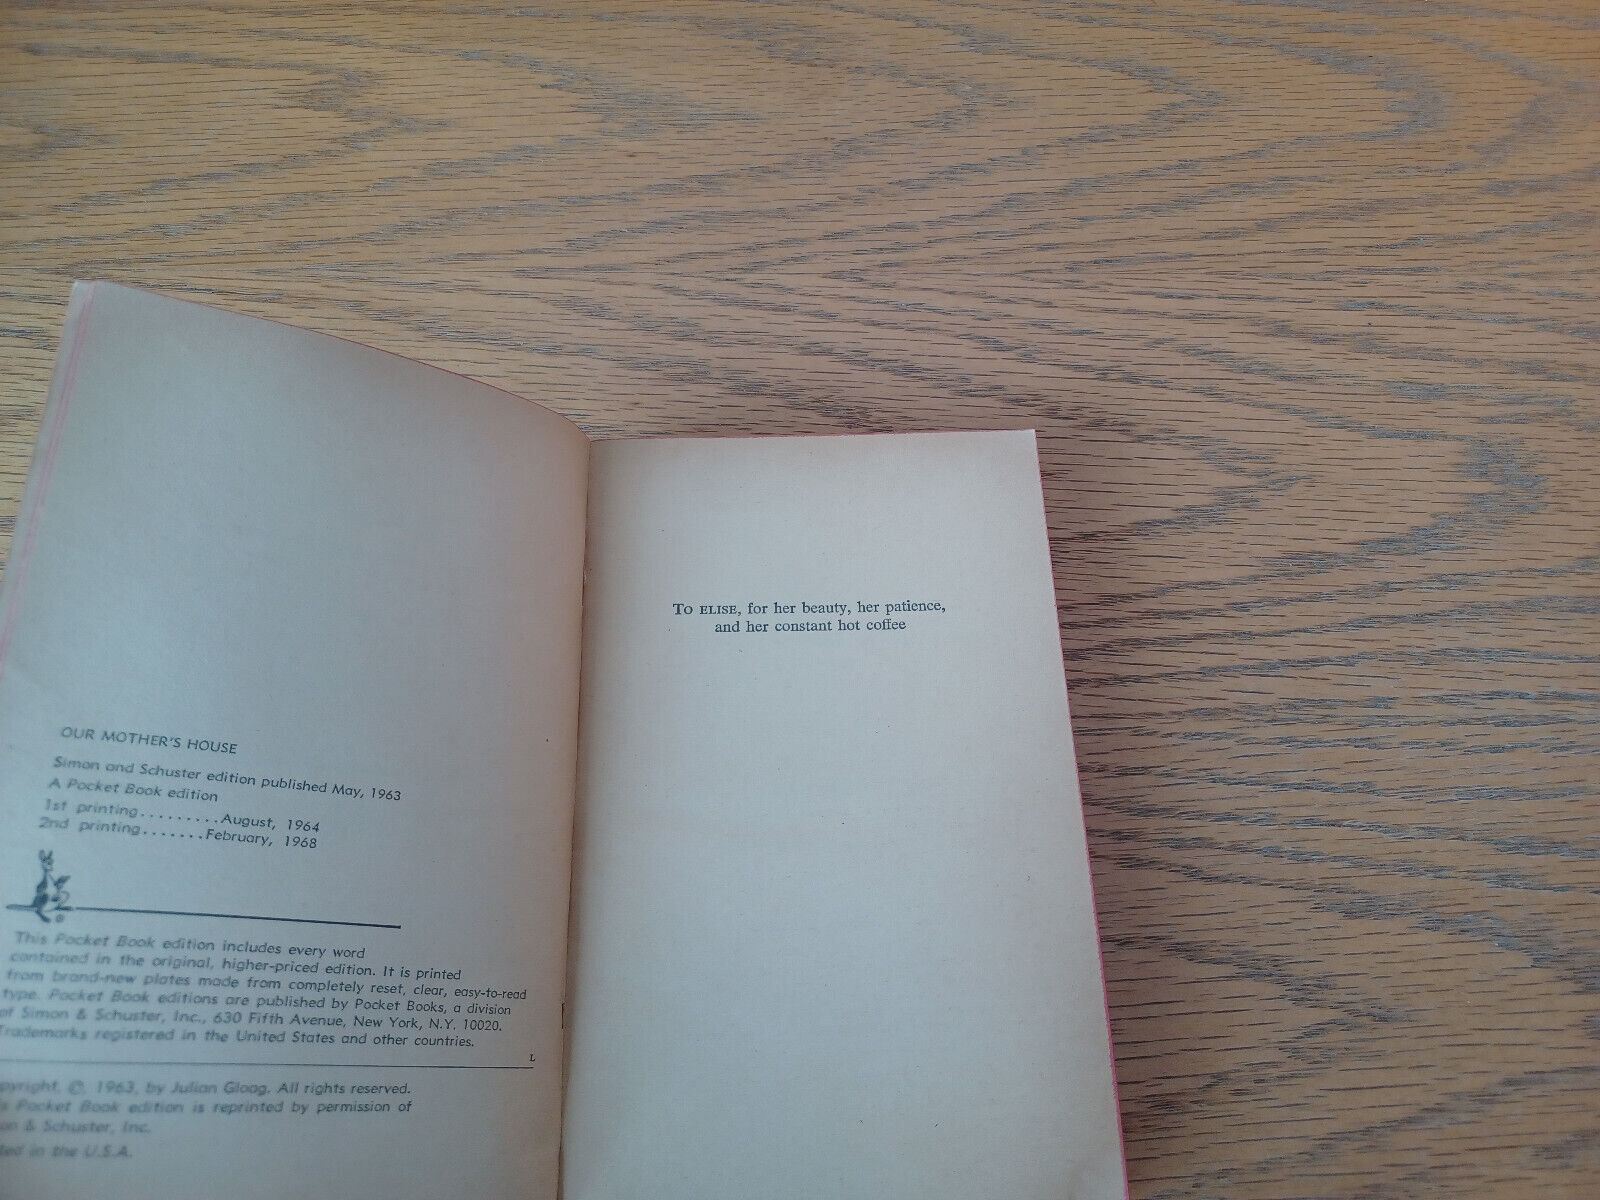 OUR MOTHER'S HOUSE
Simon and Schuster edition published May, 1963
A Pocket Book edition
1st printing.........August, 1964
2nd printing.......February, 1968
This Pocket Book edition includes every word
contained in the original, higher-priced edition. It is printed
from brand-new plates made from completely reset, clear, easy-to-read
type. Pocket Book editions are published by Pocket Books, a division
of Simon & Schuster, Inc., 630 Fifth Avenue, New York, N.Y. 10020.
Trademarks registered in the United States and other countries.
L
pyright, ©, 1963, by Julian Gloag. All rights reserved.
s Pocket Book edition is reprinted by permission of
on & Schuster, Inc.
ted in the U.S.A.
To ELISE, for her beauty, her patience,
and her constant hot coffee